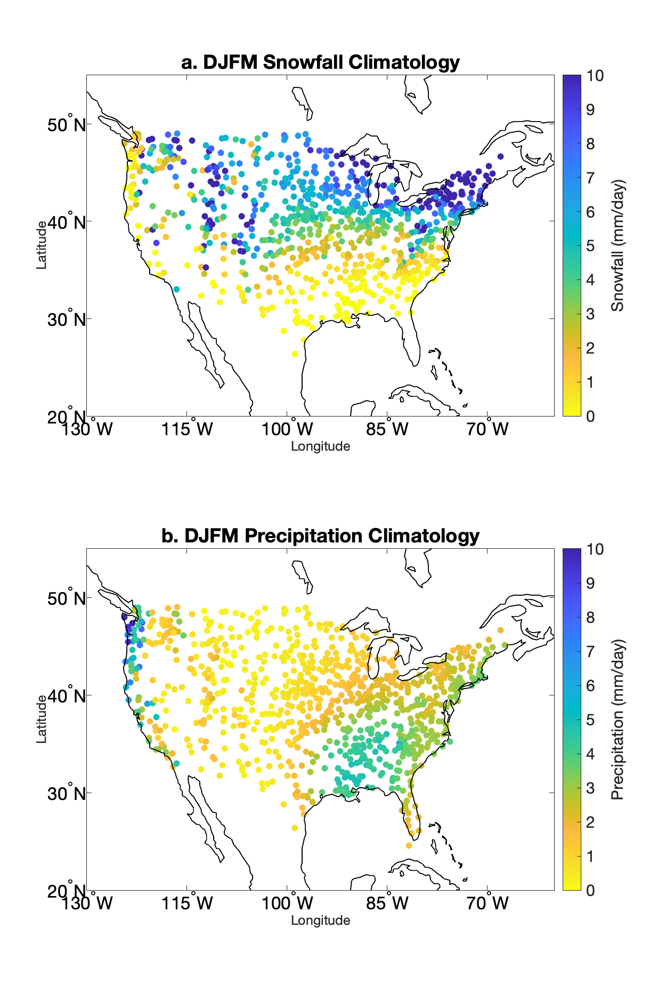 a. DJFM Snowfall Climatology
50°N
40°N
30°N
20°N
130°W
115°W
100°W
85°W
70°W
Latitude
Longitude
10
9
8
7
6
5
4
3
2
1
0
Snowfall (mm/day)
b. DJFM Precipitation Climatology
50°N
40°N
30°N
20°N
130°W
115°W
100°W
85°W
70°W
Latitude
Longitude
10
9
8
7
6
5
4
3
2
1
0
Precipitation (mm/day)